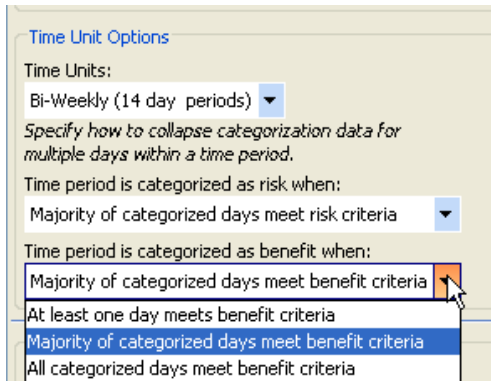 Time Unit Options
Time Units:
Bi-Weekly (14 day periods)
Specify how to collapse categorization data for
multiple days within a time period.
Time period is categorized as risk when:
Majority of categorized days meet risk criteria
Time period is categorized as benefit when:
Majority of categorized days meet benefit criteria
At least one day meets benefit criteria
Majority of categorized days meet benefit criteria
All categorized days meet benefit criteria